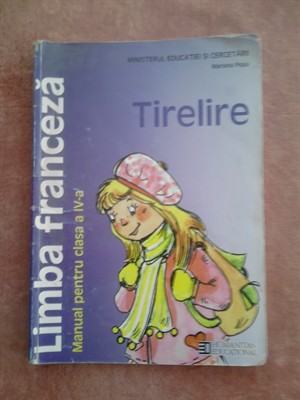 MINISTERUL EDUCAȚIEI ȘI CERCETĂRII
Mariana Popa
Tirelire
Limba franceză
Manual pentru clasa a IV-a
HUMANITAS
EDUCATIONAL